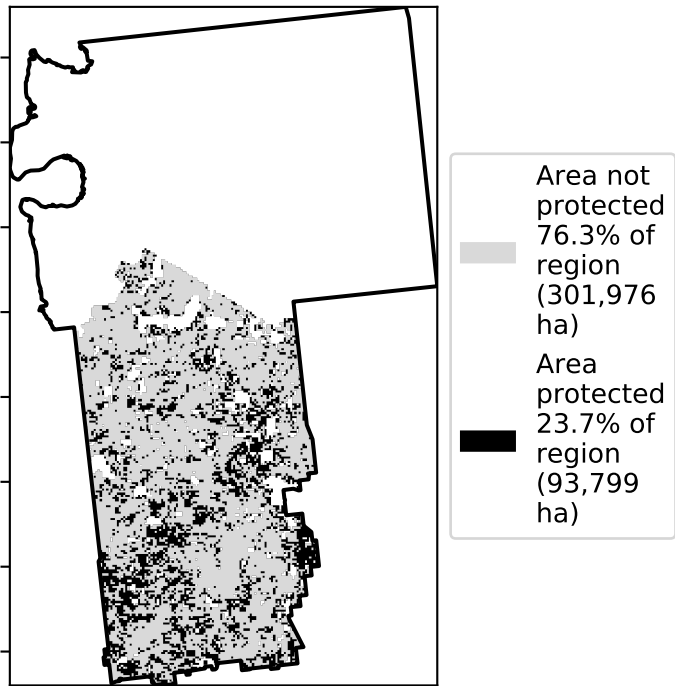 Area not
protected
76.3% of
region
(301,976
ha)
Area
protected
23.7% of
region
(93,799
ha)